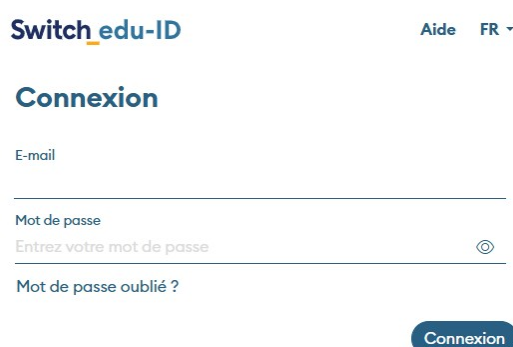 Switch edu-ID
Aide FR
Connexion
E-mail
Mot de passe
Entrez votre mot de passe
Mot de passe oublié ?
Connexion